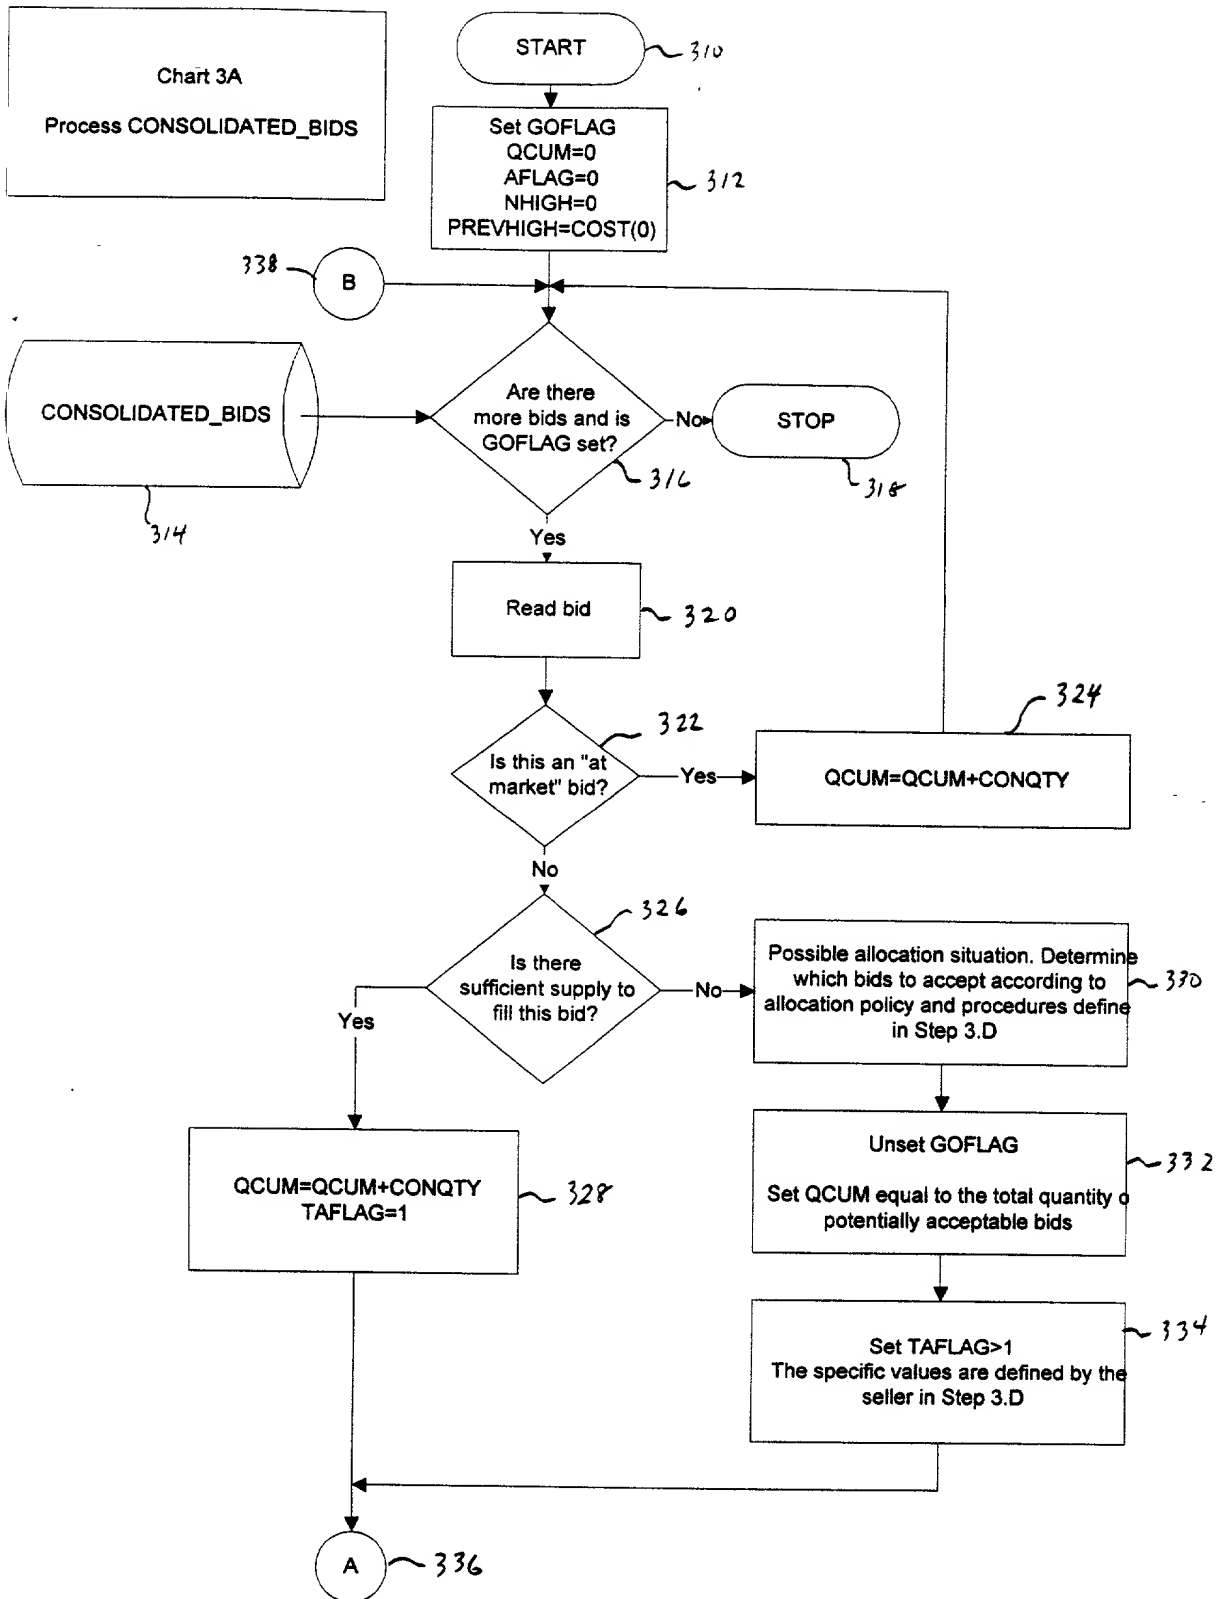 Chart 3A
Process CONSOLIDATED_BIDS
START
310
Set GOFLAG
QCUM=0
AFLAG=0
NHIGH=0
PREVHIGH=COST(0)
312
338
B
CONSOLIDATED_BIDS
314
Are there
more bids and is
GOFLAG set?
316
No
STOP
318
Yes
Read bid
320
Is this an "at
market" bid?
322
Yes
QCUM=QCUM+CONQTY
324
No
Is there
sufficient supply to
fill this bid?
326
No
Possible allocation situation. Determine
which bids to accept according to
allocation policy and procedures define
in Step 3.D
330
Yes
QCUM=QCUM+CONQTY
TAFLAG=1
328
Unset GOFLAG
Set QCUM equal to the total quantity o
potentially acceptable bids
332
Set TAFLAG>1
The specific values are defined by the
seller in Step 3.D
334
A
336